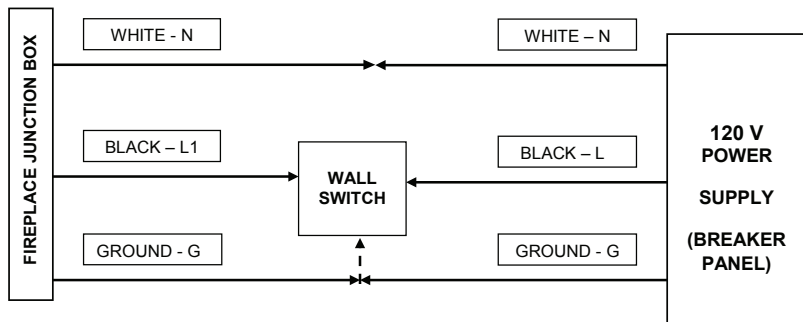 FIREPLACE JUNCTION BOX
WHITE - N
WHITE – N
BLACK – L1
WALL
SWITCH
BLACK – L
GROUND - G
GROUND - G
120 V
POWER
SUPPLY
(BREAKER
PANEL)